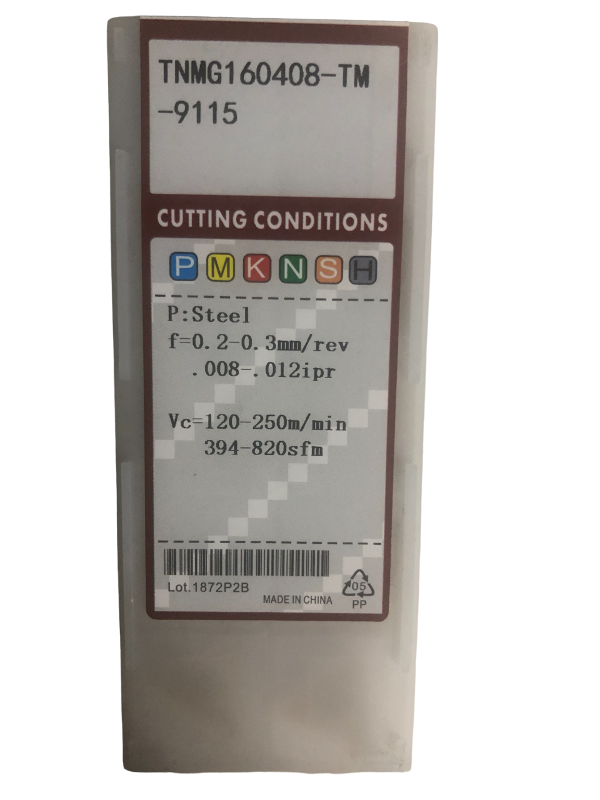 TNMG160408-TM
-9115
CUTTING CONDITIONS
P M K N S H
P:Steel
f=0.2-0.3mm/rev
.008-.012ipr
Vc=120-250m/min
394-820sfm
Lot.1872P2B
MADE IN CHINA
05
PP